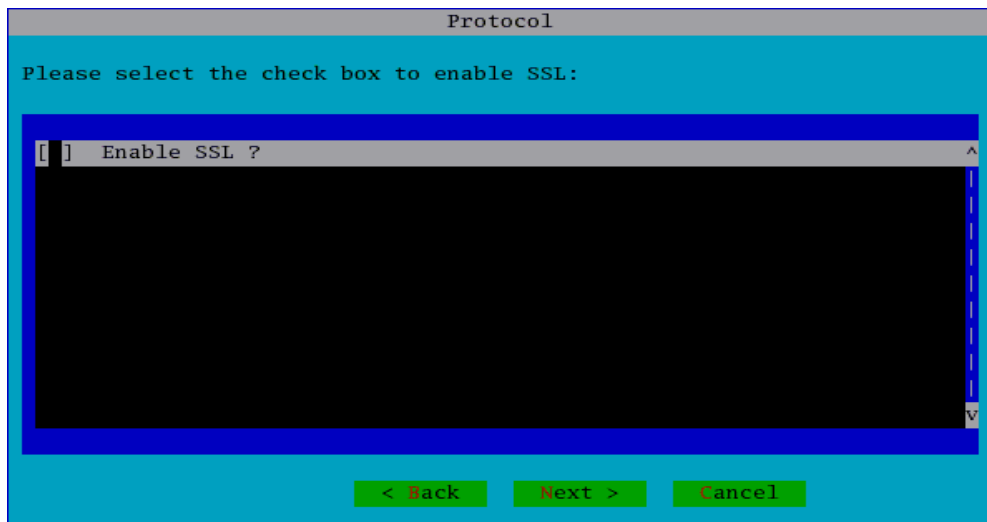 Protocol
Please select the check box to enable SSL:
[ ] Enable SSL ?
^
|
|
|
|
|
|
|
|
|
v
< Back Next > Cancel